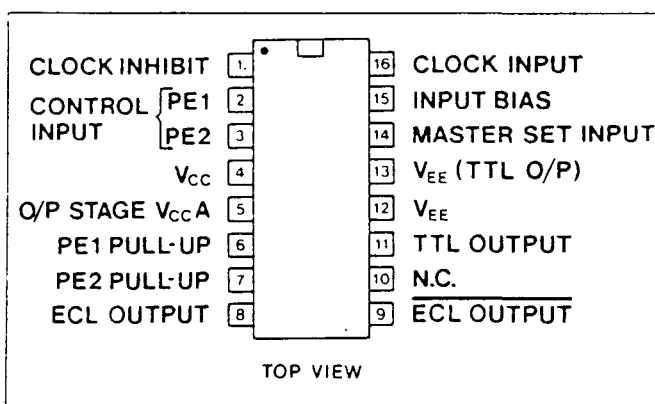 CLOCK INHIBIT 1. 16 CLOCK INPUT
CONTROL INPUT PE1 2 15 INPUT BIAS
PE2 3 14 MASTER SET INPUT
VCC 4 13 VEE (TTL O/P)
O/P STAGE VCCA 5 12 VEE
PE1 PULL-UP 6 11 TTL OUTPUT
PE2 PULL-UP 7 10 N.C.
ECL OUTPUT 8 9 ECL OUTPUT
TOP VIEW